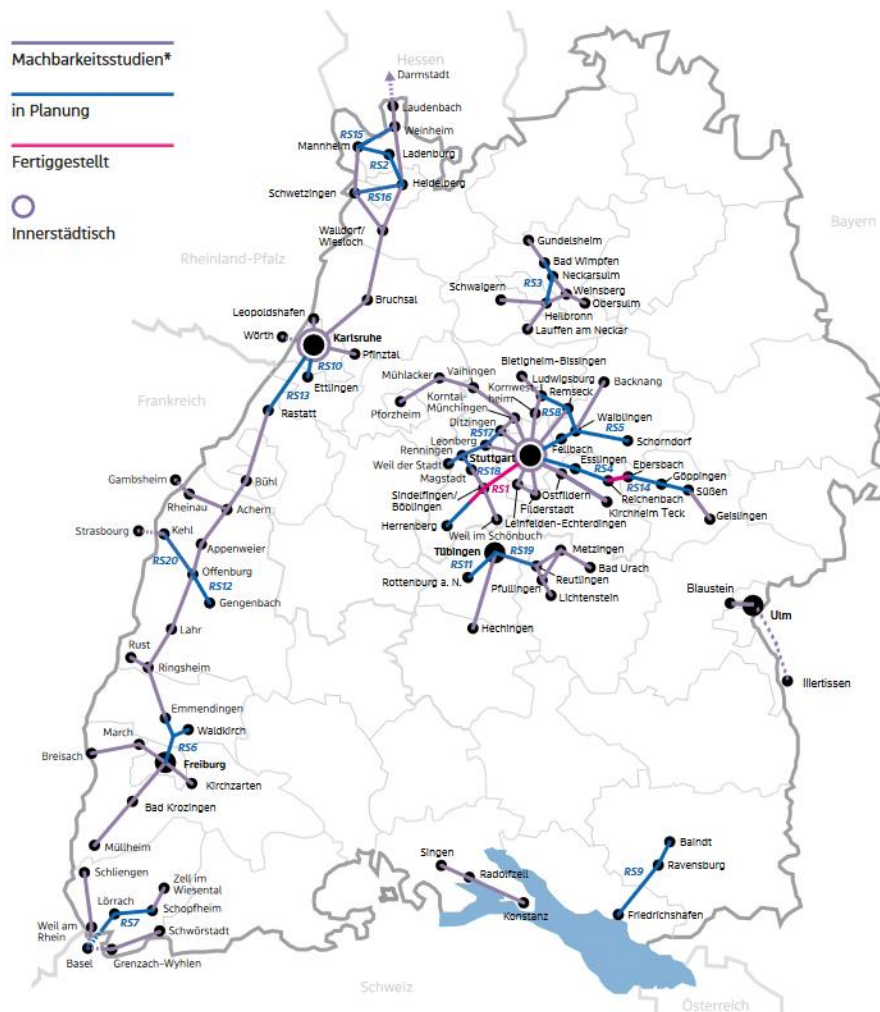 Machbarkeitsstudien*
in Planung
Fertiggestellt
Innerstädtisch
Hessen
Darmstadt
Laudenbach
Weinheim
RS15
Mannheim
Ladenburg
RS2
Heidelberg
Schwetzingen
RS16
Walldorf/
Wiesloch
Rheinland-Pfalz
Bayern
Gundelsheim
Bad Wimpfen
Neckarsulm
RS3
Weinsberg
Schwaigern
Obersulm
Heilbronn
Lauffen am Neckar
Bruchsal
Leopoldshafen
Wörth
Karlsruhe
Pfinztal
RS10
Ettlingen
RS13
Rastatt
Frankreich
Bietigheim-Bissingen
Vaihingen
Mühlacker
Kornwest-
heim
Ludwigsburg
Remseck
Backnang
Pforzheim
Korntal-
Münchingen
RS8
Ditzingen
Waiblingen
RS17
RS5
Leonberg
Fellbach
Schorndorf
Renningen
Stuttgart
Esslingen
Weil der Stadt
RS18
RS4
Ebersbach
Magstadt
RS1
RS14
Göppingen
Sindelfingen/
Böblingen
Ostfildern
Reichenbach
Süßen
Filderstadt
Kirchheim Teck
Herrenberg
Leinfelden-Echterdingen
Geislingen
Weil im Schönbuch
Bühl
Gambsheim
Rheinau
Achern
Strasbourg
Kehl
Appenweier
RS20
Offenburg
RS12
Gengenbach
Tübingen
RS19
Metzingen
RS11
Bad Urach
Rottenburg a. N.
Reutlingen
Pfullingen
Lichtenstein
Hechingen
Blaustein
Ulm
Illertissen
Lahr
Rust
Ringsheim
Emmendingen
Waldkirch
March
RS6
Breisach
Freiburg
Kirchzarten
Bad Krozingen
Müllheim
Schliengen
Zell im
Wiesental
Lörrach
Schopfheim
RS7
Weil am
Rhein
Schwörstadt
Basel
Grenzach-Wyhlen
Singen
Radolfzell
Konstanz
Baindt
RS9
Ravensburg
Friedrichshafen
Schweiz
Österreich